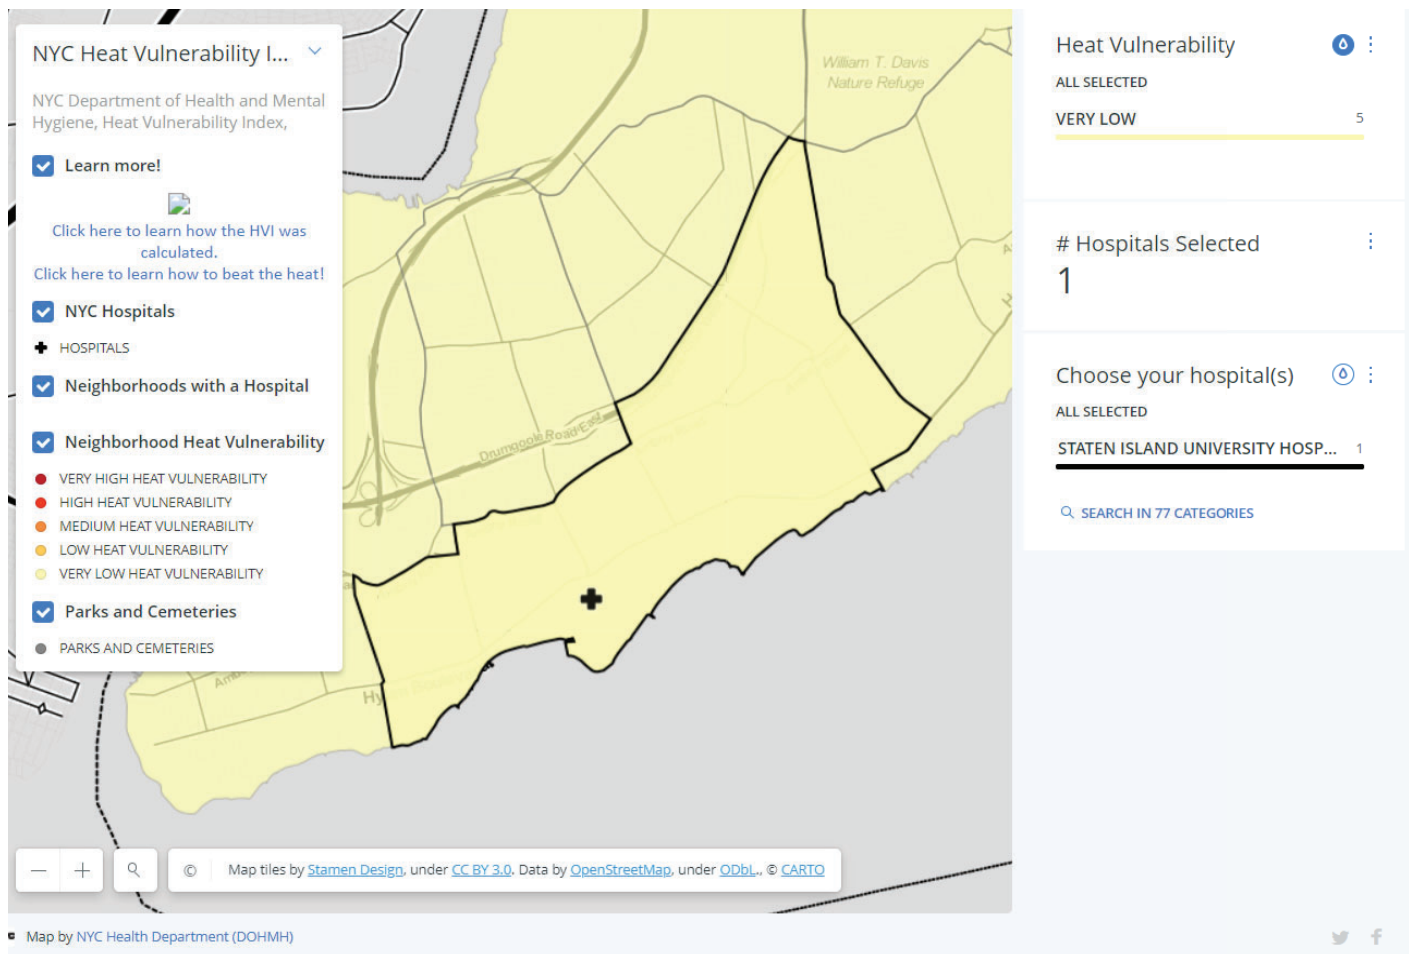 NYC Heat Vulnerability I...
NYC Department of Health and Mental
Hygiene, Heat Vulnerability Index,
Learn more!
Click here to learn how the HVI was
calculated.
Click here to learn how to beat the heat!
NYC Hospitals
HOSPITALS
Neighborhoods with a Hospital
Neighborhood Heat Vulnerability
VERY HIGH HEAT VULNERABILITY
HIGH HEAT VULNERABILITY
MEDIUM HEAT VULNERABILITY
LOW HEAT VULNERABILITY
VERY LOW HEAT VULNERABILITY
Parks and Cemeteries
PARKS AND CEMETERIES
William T. Davis
Nature Refuge
Drumgoole Road East
Heat Vulnerability
ALL SELECTED
VERY LOW 5
# Hospitals Selected
1
Choose your hospital(s)
ALL SELECTED
STATEN ISLAND UNIVERSITY HOSP... 1
SEARCH IN 77 CATEGORIES
© Map tiles by Stamen Design, under CC BY 3.0. Data by OpenStreetMap, under ODbL., © CARTO
Map by NYC Health Department (DOHMH)